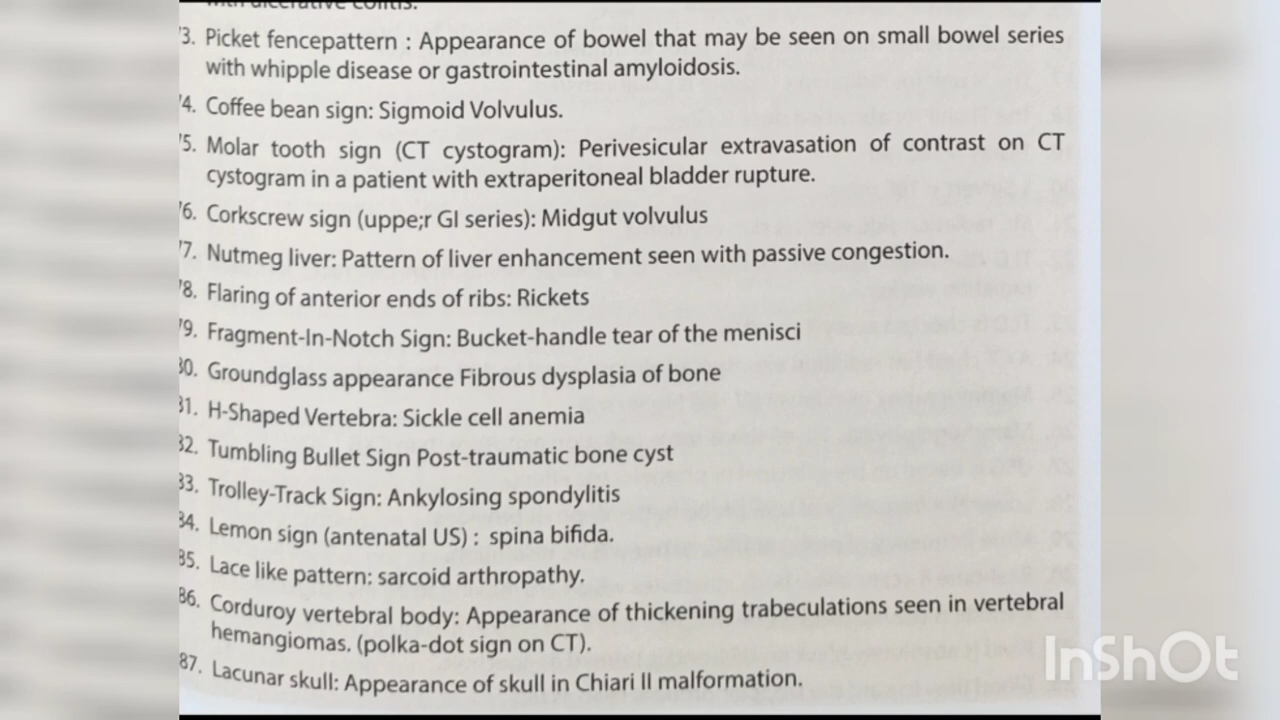 with ulcerative colitis.
3. Picket fencepattern : Appearance of bowel that may be seen on small bowel series
with whipple disease or gastrointestinal amyloidosis.
4. Coffee bean sign: Sigmoid Volvulus.
5. Molar tooth sign (CT cystogram): Perivesicular extravasation of contrast on CT
cystogram in a patient with extraperitoneal bladder rupture.
6. Corkscrew sign (uppe;r GI series): Midgut volvulus
7. Nutmeg liver: Pattern of liver enhancement seen with passive congestion.
8. Flaring of anterior ends of ribs: Rickets
9. Fragment-In-Notch Sign: Bucket-handle tear of the menisci
80. Groundglass appearance Fibrous dysplasia of bone
81. H-Shaped Vertebra: Sickle cell anemia
82. Tumbling Bullet Sign Post-traumatic bone cyst
83. Trolley-Track Sign: Ankylosing spondylitis
84. Lemon sign (antenatal US) : spina bifida.
85. Lace like pattern: sarcoid arthropathy.
86. Corduroy vertebral body: Appearance of thickening trabeculations seen in vertebral
hemangiomas. (polka-dot sign on CT).
87. Lacunar skull: Appearance of skull in Chiari II malformation.
InShOt